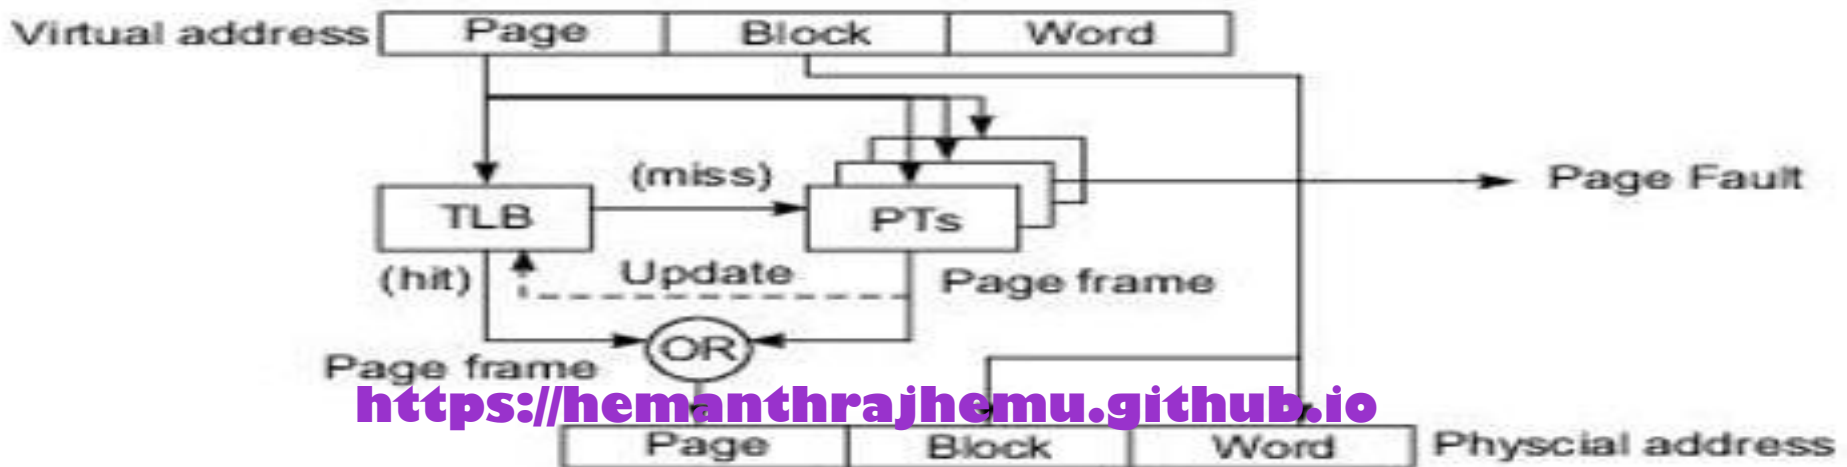 Virtual address Page Block Word
(miss)
Page Fault
TLB PTs
(hit) Update Page frame
OR
Page frame
https://hemanthrajhemu.github.io
Page Block Word Physcial address